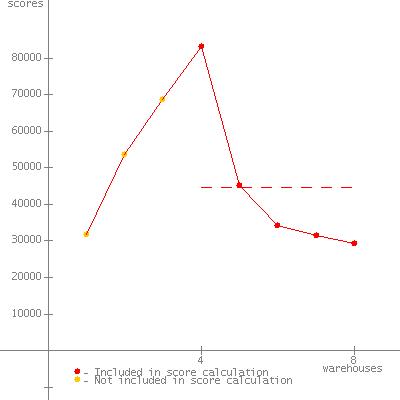 scores
80000
70000
60000
50000
40000
30000
20000
10000
4
8
warehouses
- Included in score calculation
- Not included in score calculation